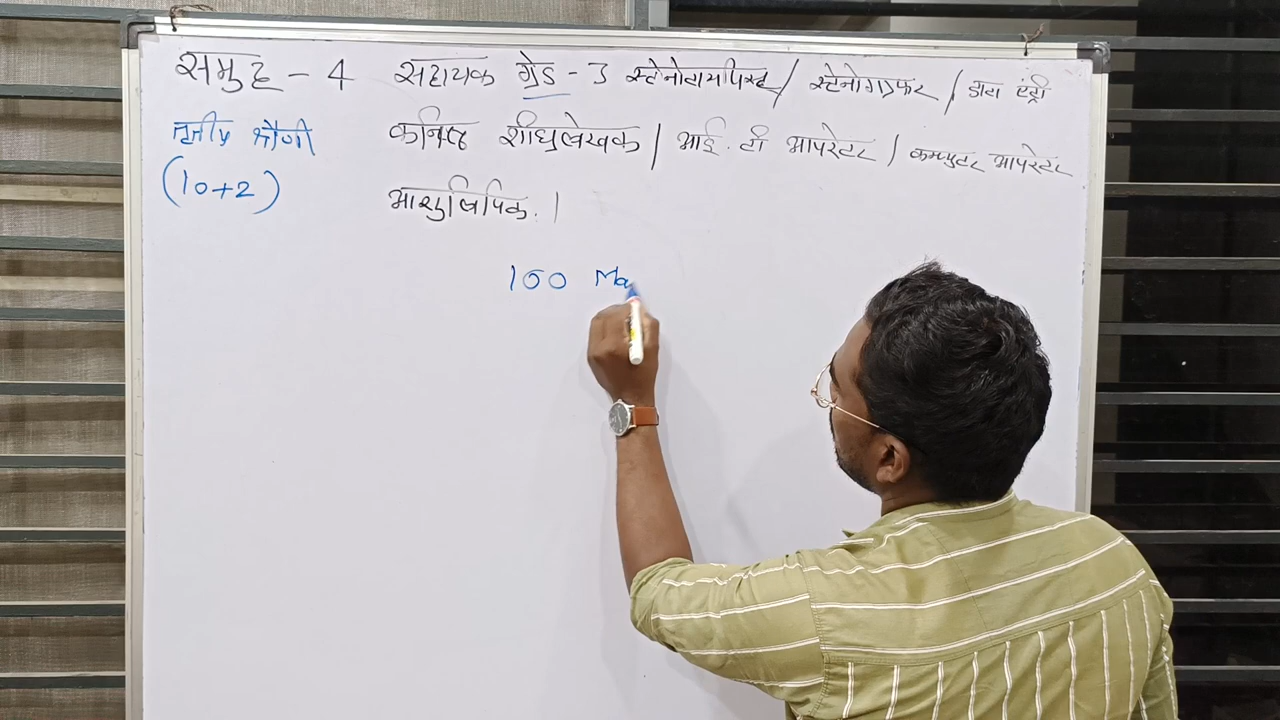 समुह - 4 सहायक ग्रेड - 3 स्टेनोटायपिस्ट / स्टेनोग्राफर / डाटा एंट्री
तृतीय श्रेणी कनिष्ठ शीघ्रलेखक / आई. टी आपरेटर / कम्प्युटर आपरेटर
(10+2) आशुलिपिक. /
100 Ma